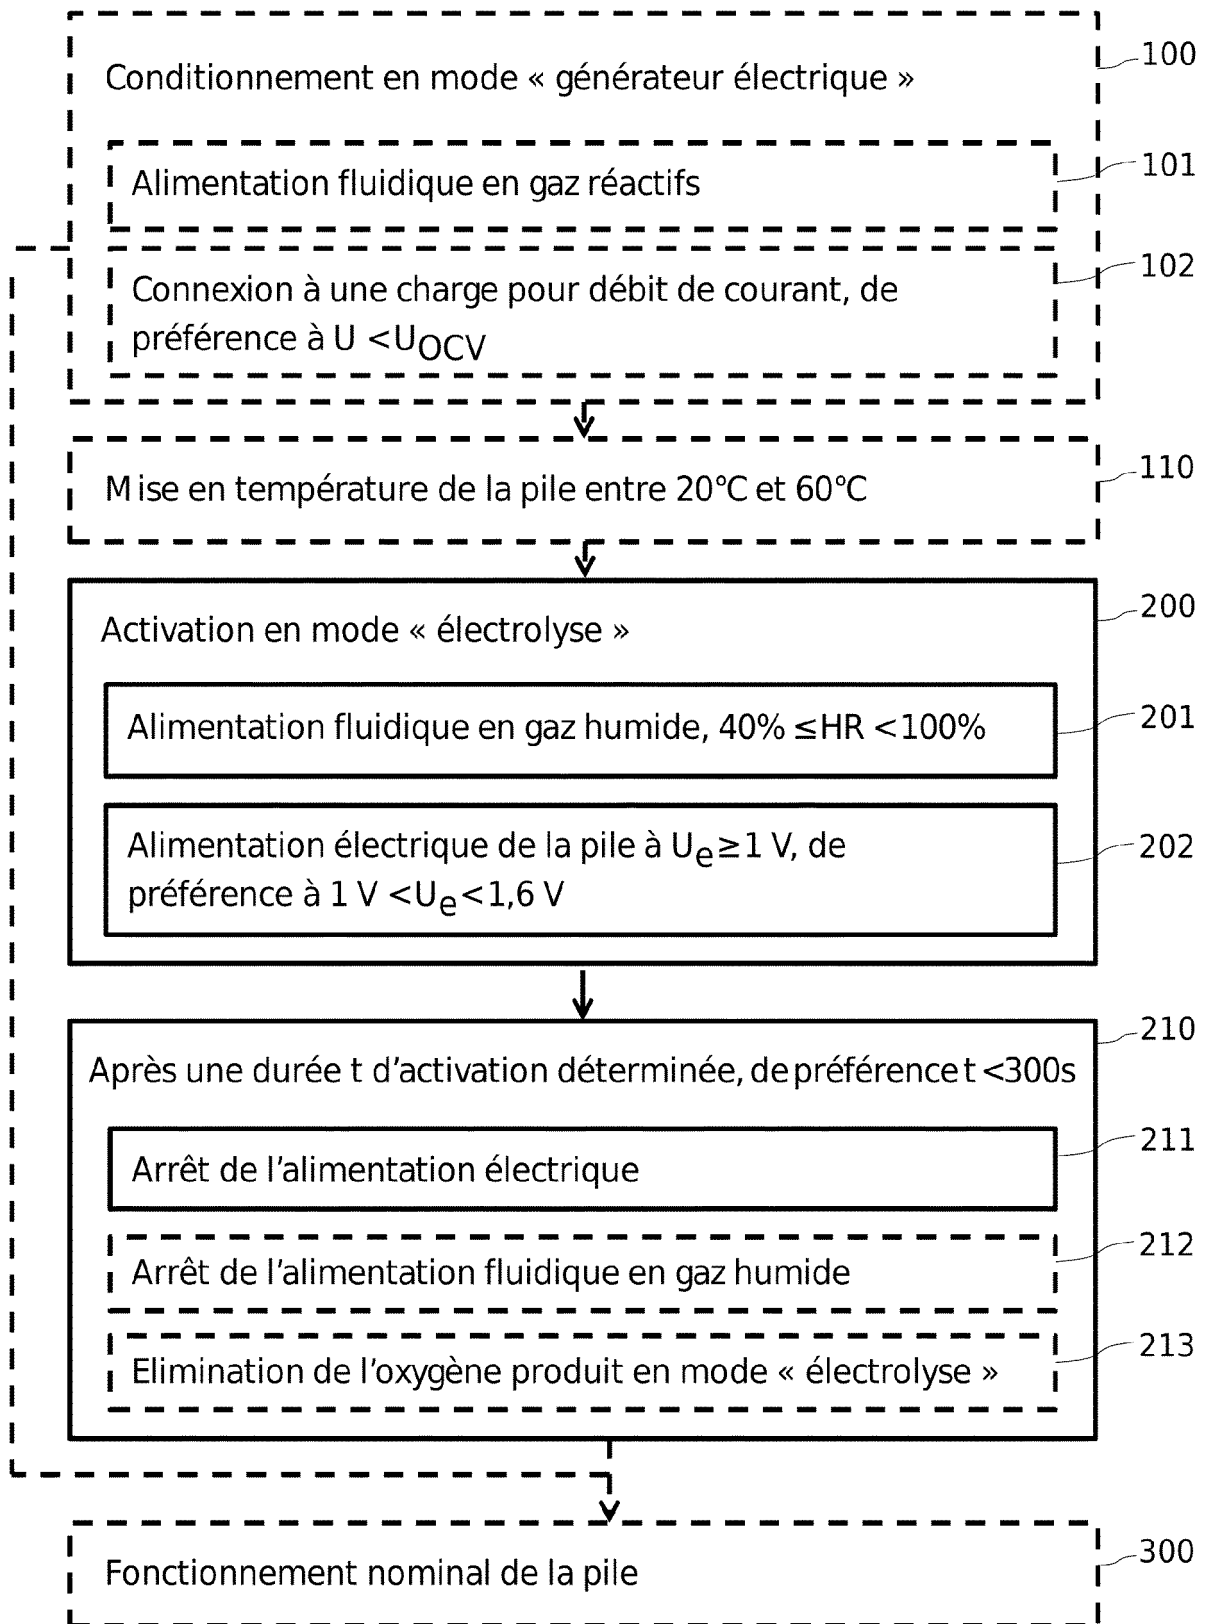 Conditionnement en mode « générateur électrique »
100
Alimentation fluidique en gaz réactifs
101
Connexion à une charge pour débit de courant, de
préférence à U <U_OCV
102
Mise en température de la pile entre 20°C et 60°C
110
Activation en mode « électrolyse »
200
Alimentation fluidique en gaz humide, 40% ≤HR <100%
201
Alimentation électrique de la pile à U_e≥1 V, de
préférence à 1 V <U_e<1,6 V
202
Après une durée t d'activation déterminée, de préférence t <300s
210
Arrêt de l'alimentation électrique
211
Arrêt de l'alimentation fluidique en gaz humide
212
Elimination de l'oxygène produit en mode « électrolyse »
213
Fonctionnement nominal de la pile
300